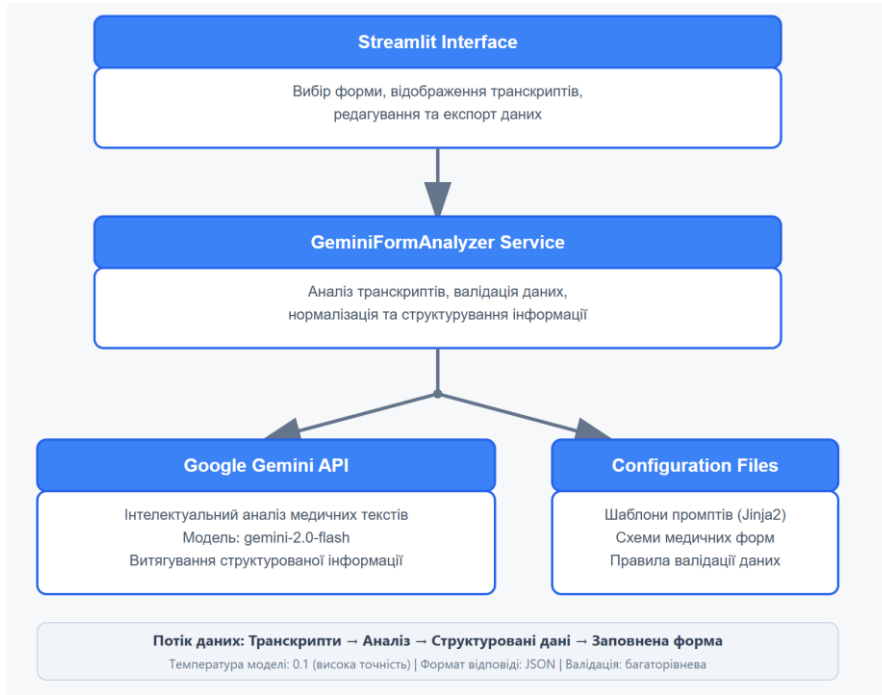 Streamlit Interface
Вибір форми, відображення транскриптів,
редагування та експорт даних
GeminiFormAnalyzer Service
Аналіз транскриптів, валідація даних,
нормалізація та структурування інформації
Google Gemini API
Інтелектуальний аналіз медичних текстів
Модель: gemini-2.0-flash
Витягування структурованої інформації
Configuration Files
Шаблони промптів (Jinja2)
Схеми медичних форм
Правила валідації даних
Потік даних: Транскрипти → Аналіз → Структуровані дані → Заповнена форма
Температура моделі: 0.1 (висока точність) | Формат відповіді: JSON | Валідація: багаторівнева